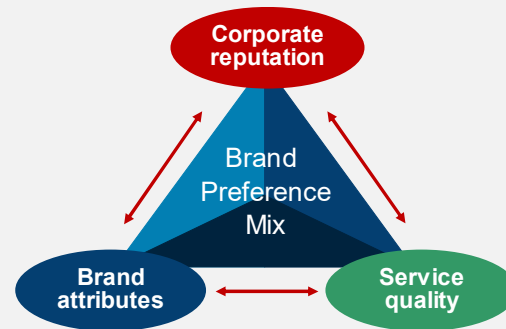 Corporate
reputation
Brand
Preference
Mix
Brand
attributes
Service
quality